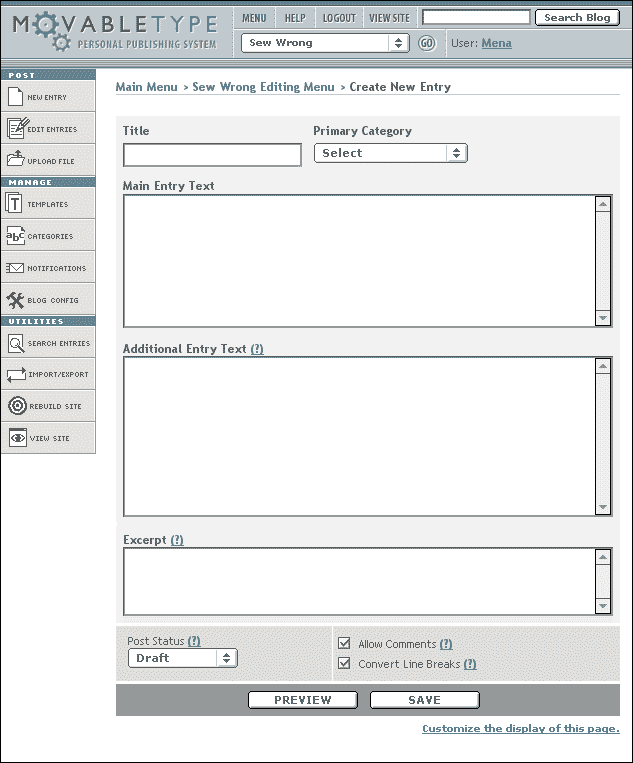 MOVABLETYPE
PERSONAL PUBLISHING SYSTEM
MENU HELP LOGOUT VIEW SITE Search Blog
Sew Wrong GO User: Mena
POST
NEW ENTRY
EDIT ENTRIES
UPLOAD FILE
MANAGE
T TEMPLATES
abc CATEGORIES
NOTIFICATIONS
BLOG CONFIG
UTILITIES
SEARCH ENTRIES
IMPORT/EXPORT
REBUILD SITE
VIEW SITE
Main Menu > Sew Wrong Editing Menu > Create New Entry
Title Primary Category
Select
Main Entry Text
Additional Entry Text (?)
Excerpt (?)
Post Status (?)
Draft
Allow Comments (?)
Convert Line Breaks (?)
PREVIEW SAVE
Customize the display of this page.